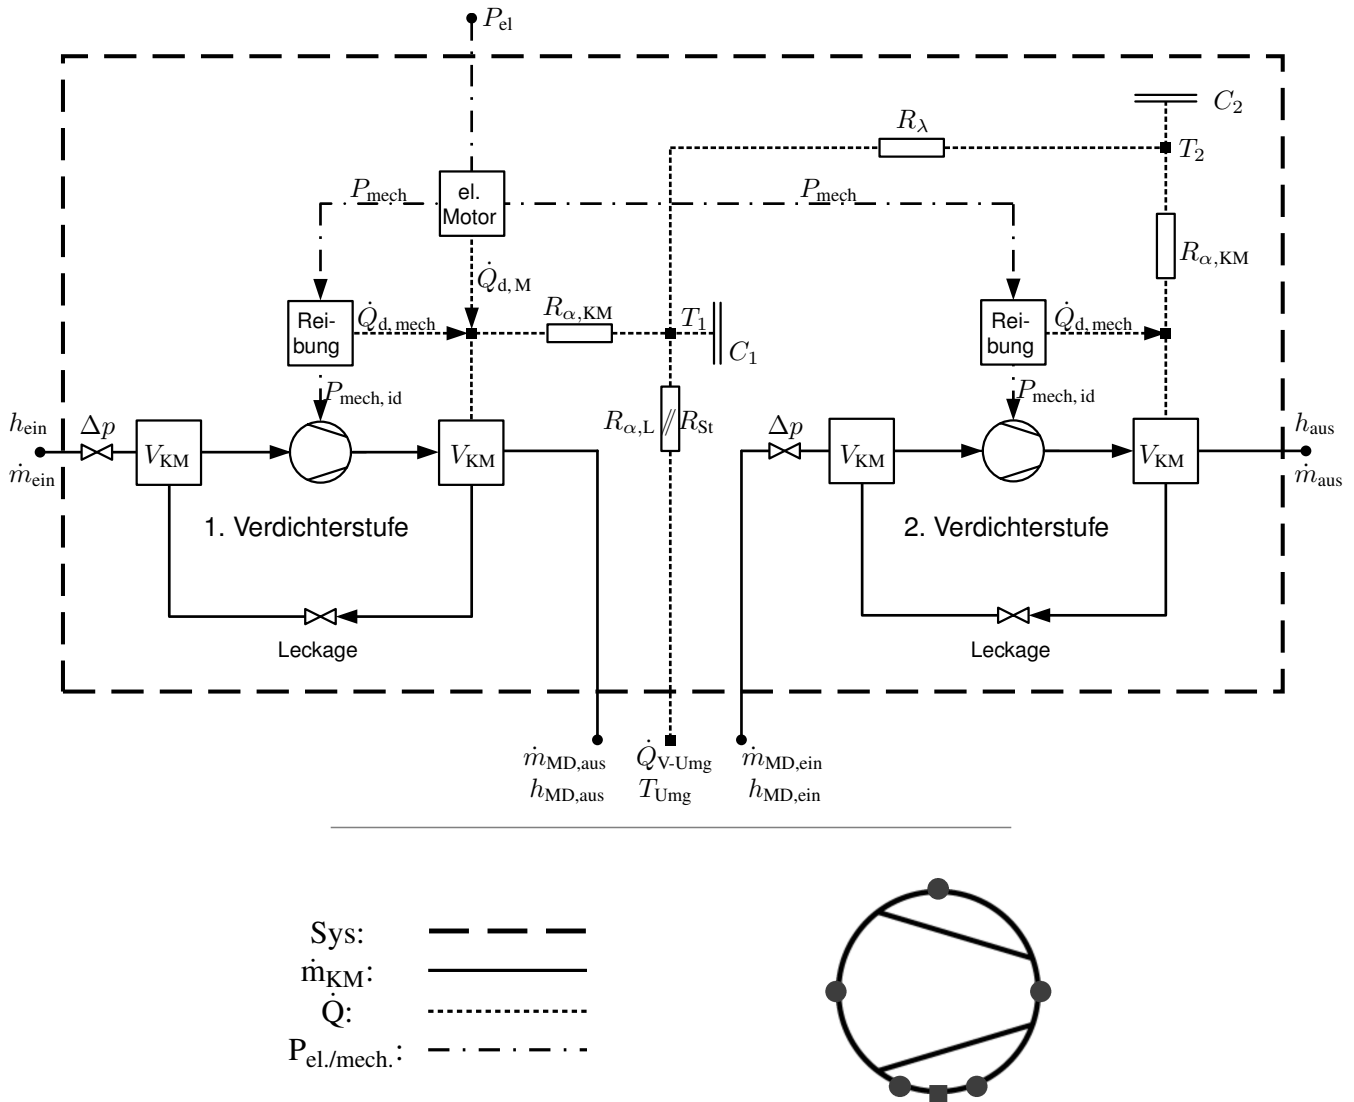 P_el
C_2
R_λ
T_2
P_mech
el.
Motor
P_mech
R_α,KM
Q̇_d, M
Rei-
bung
Q̇_d, mech
R_α,KM
T_1
C_1
Rei-
bung
Q̇_d, mech
P_mech, id
P_mech, id
h_ein
Δp
V_KM
V_KM
R_α,L // R_St
Δp
V_KM
V_KM
h_aus
ṁ_ein
ṁ_aus
1. Verdichterstufe
2. Verdichterstufe
Leckage
Leckage
ṁ_MD,aus
Q̇_V-Umg
ṁ_MD,ein
h_MD,aus
T_Umg
h_MD,ein
Sys:
ṁ_KM:
Q̇:
P_el./mech.: